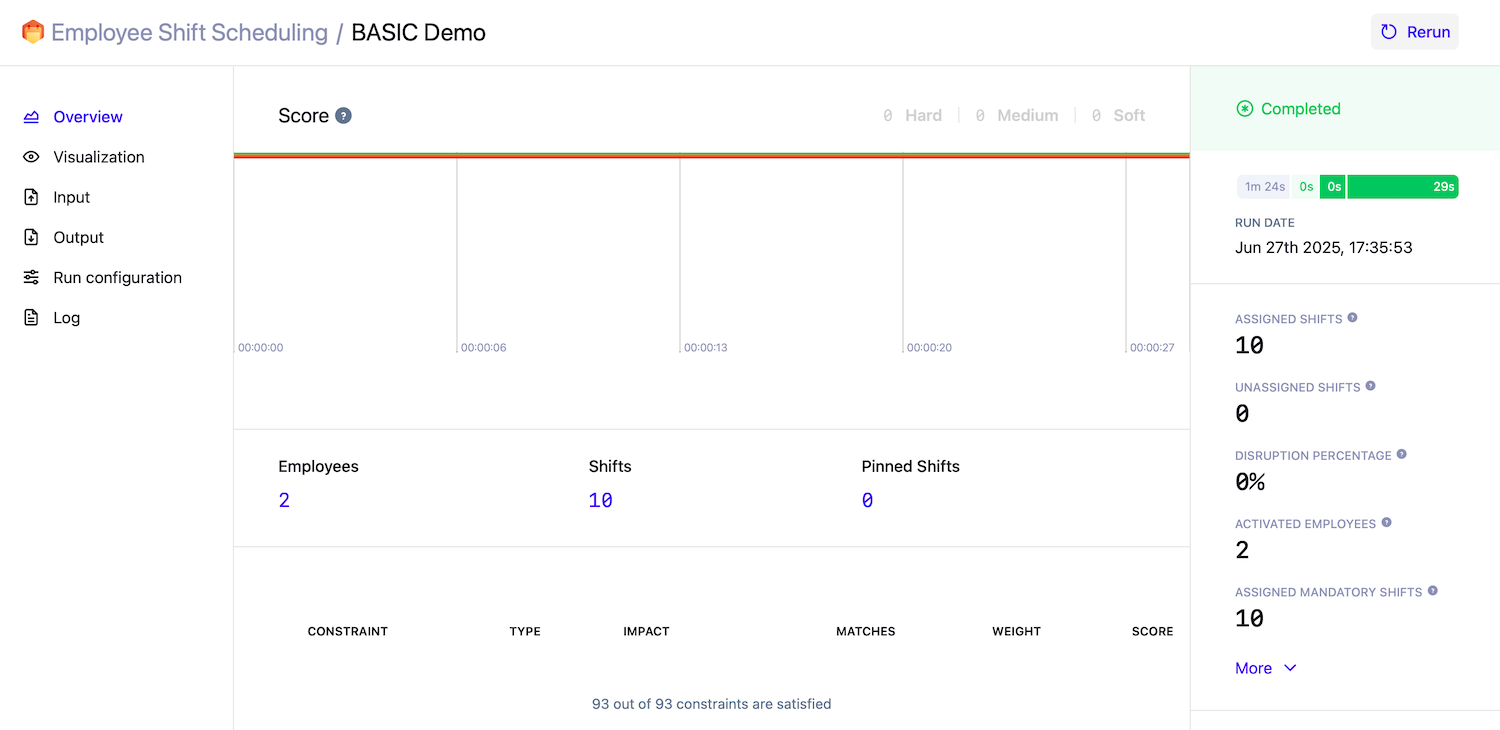 Employee Shift Scheduling / BASIC Demo
Rerun
Overview
Visualization
Input
Output
Run configuration
Log
Score ?
0 Hard 0 Medium 0 Soft
00:00:00 00:00:06 00:00:13 00:00:20 00:00:27
Employees Shifts Pinned Shifts
2 10 0
CONSTRAINT TYPE IMPACT MATCHES WEIGHT SCORE
93 out of 93 constraints are satisfied
Completed
1m 24s 0s 0s 29s
RUN DATE
Jun 27th 2025, 17:35:53
ASSIGNED SHIFTS ?
10
UNASSIGNED SHIFTS ?
0
DISRUPTION PERCENTAGE ?
0%
ACTIVATED EMPLOYEES ?
2
ASSIGNED MANDATORY SHIFTS ?
10
More